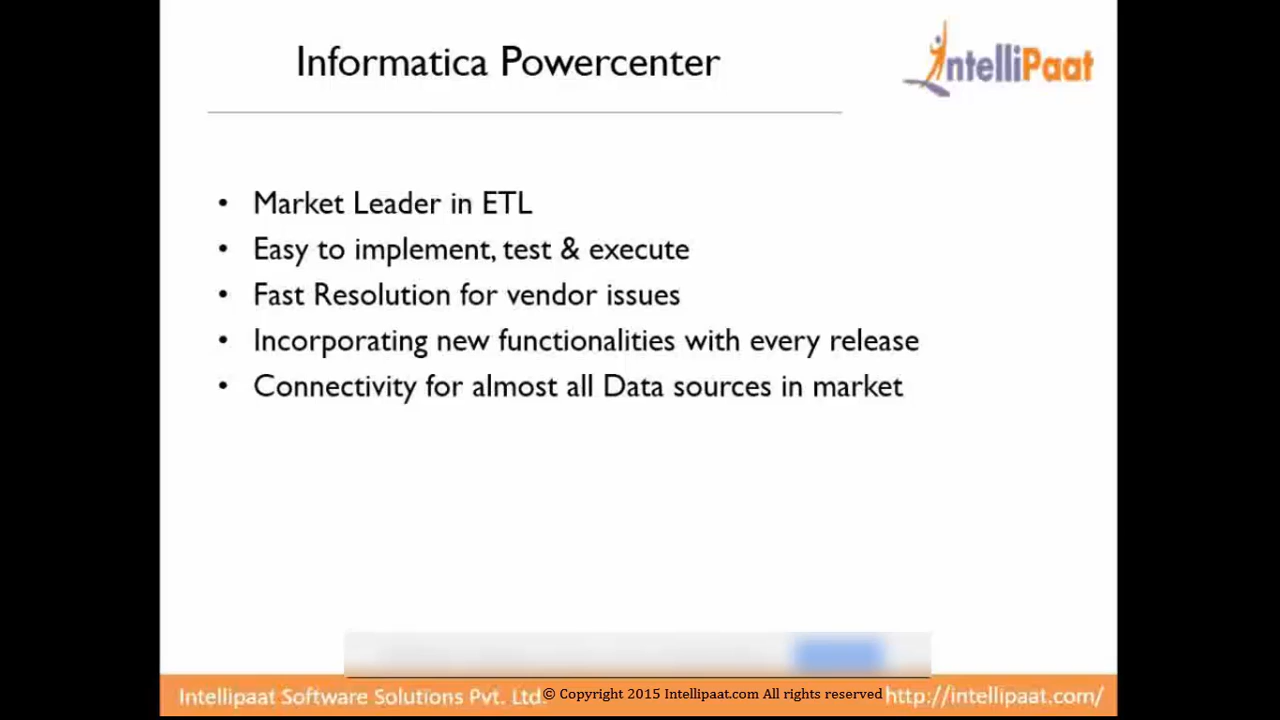 Informatica Powercenter
IntelliPaat
• Market Leader in ETL
• Easy to implement, test & execute
• Fast Resolution for vendor issues
• Incorporating new functionalities with every release
• Connectivity for almost all Data sources in market
Intellipaat Software Solutions Pvt. Ltd. © Copyright 2015 Intellipaat.com All rights reserved http://intellipaat.com/